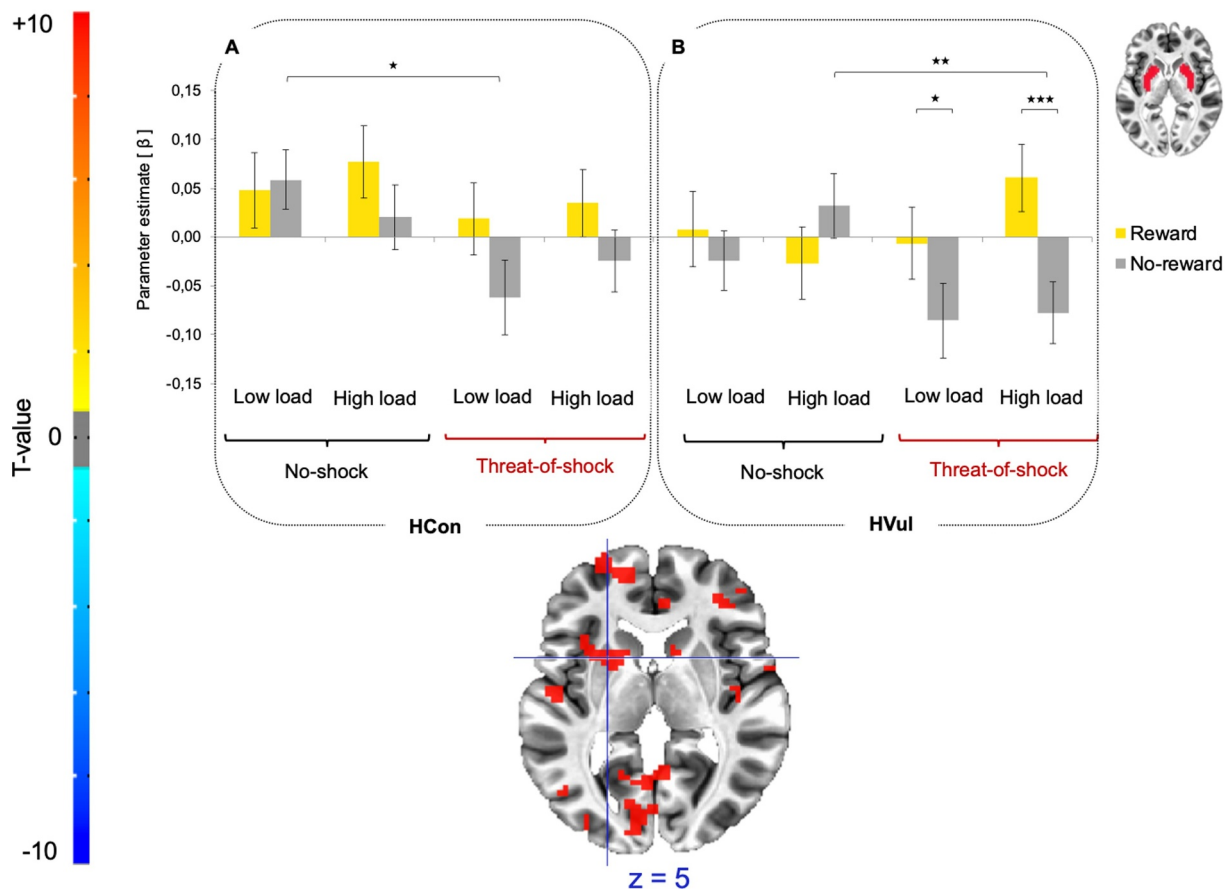 +10
T-value
0
-10
A
★
Parameter estimate [ β ]
0,15
0,10
0,05
0,00
-0,05
-0,10
-0,15
Low load High load Low load High load
No-shock Threat-of-shock
HCon
B
★★
★ ★★★
Low load High load Low load High load
No-shock Threat-of-shock
HVul
Reward
No-reward
z = 5